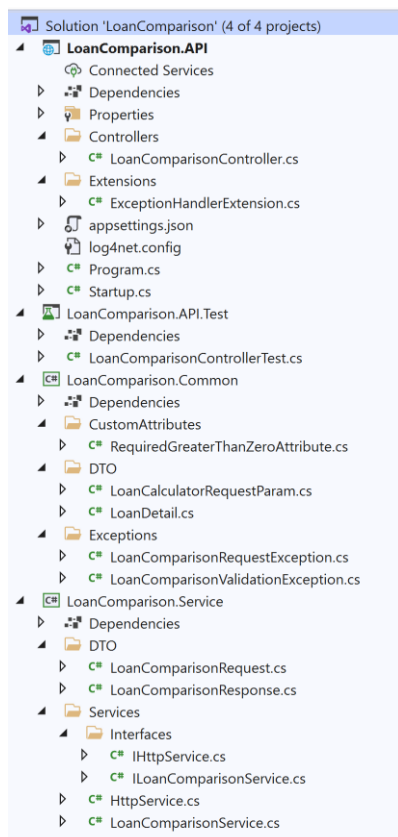 Solution 'LoanComparison' (4 of 4 projects)
LoanComparison.API
Connected Services
Dependencies
Properties
Controllers
C# LoanComparisonController.cs
Extensions
C# ExceptionHandlerExtension.cs
appsettings.json
log4net.config
C# Program.cs
C# Startup.cs
LoanComparison.API.Test
Dependencies
C# LoanComparisonControllerTest.cs
C# LoanComparison.Common
Dependencies
CustomAttributes
C# RequiredGreaterThanZeroAttribute.cs
DTO
C# LoanCalculatorRequestParam.cs
C# LoanDetail.cs
Exceptions
C# LoanComparisonRequestException.cs
C# LoanComparisonValidationException.cs
C# LoanComparison.Service
Dependencies
DTO
C# LoanComparisonRequest.cs
C# LoanComparisonResponse.cs
Services
Interfaces
C# IHttpService.cs
C# ILoanComparisonService.cs
C# HttpService.cs
C# LoanComparisonService.cs